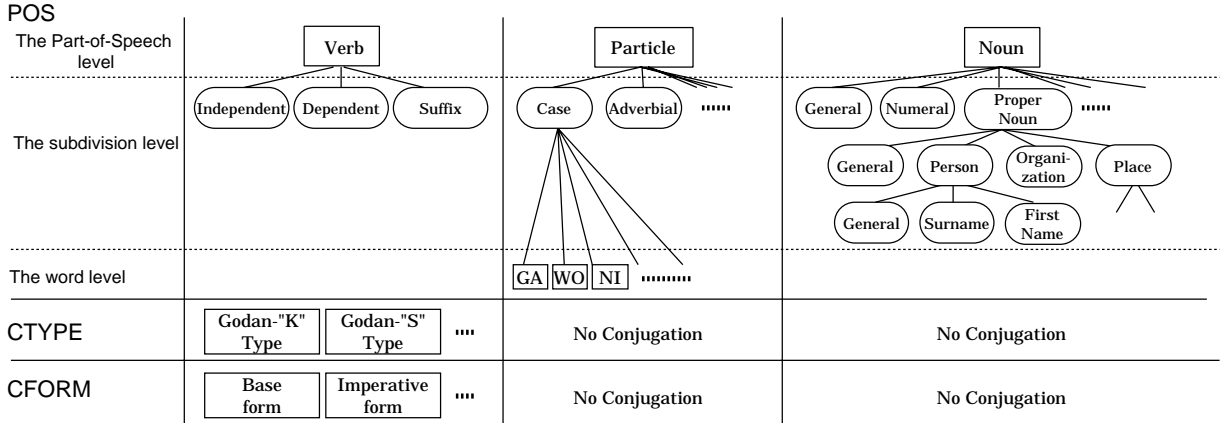 POS
The Part-of-Speech
level
Verb
Particle
Noun
The subdivision level
Independent
Dependent
Suffix
Case
Adverbial
General
Numeral
Proper
Noun
General
Person
Organi-
zation
Place
General
Surname
First
Name
The word level
GA
WO
NI
CTYPE
Godan-"K"
Type
Godan-"S"
Type
No Conjugation
No Conjugation
CFORM
Base
form
Imperative
form
No Conjugation
No Conjugation